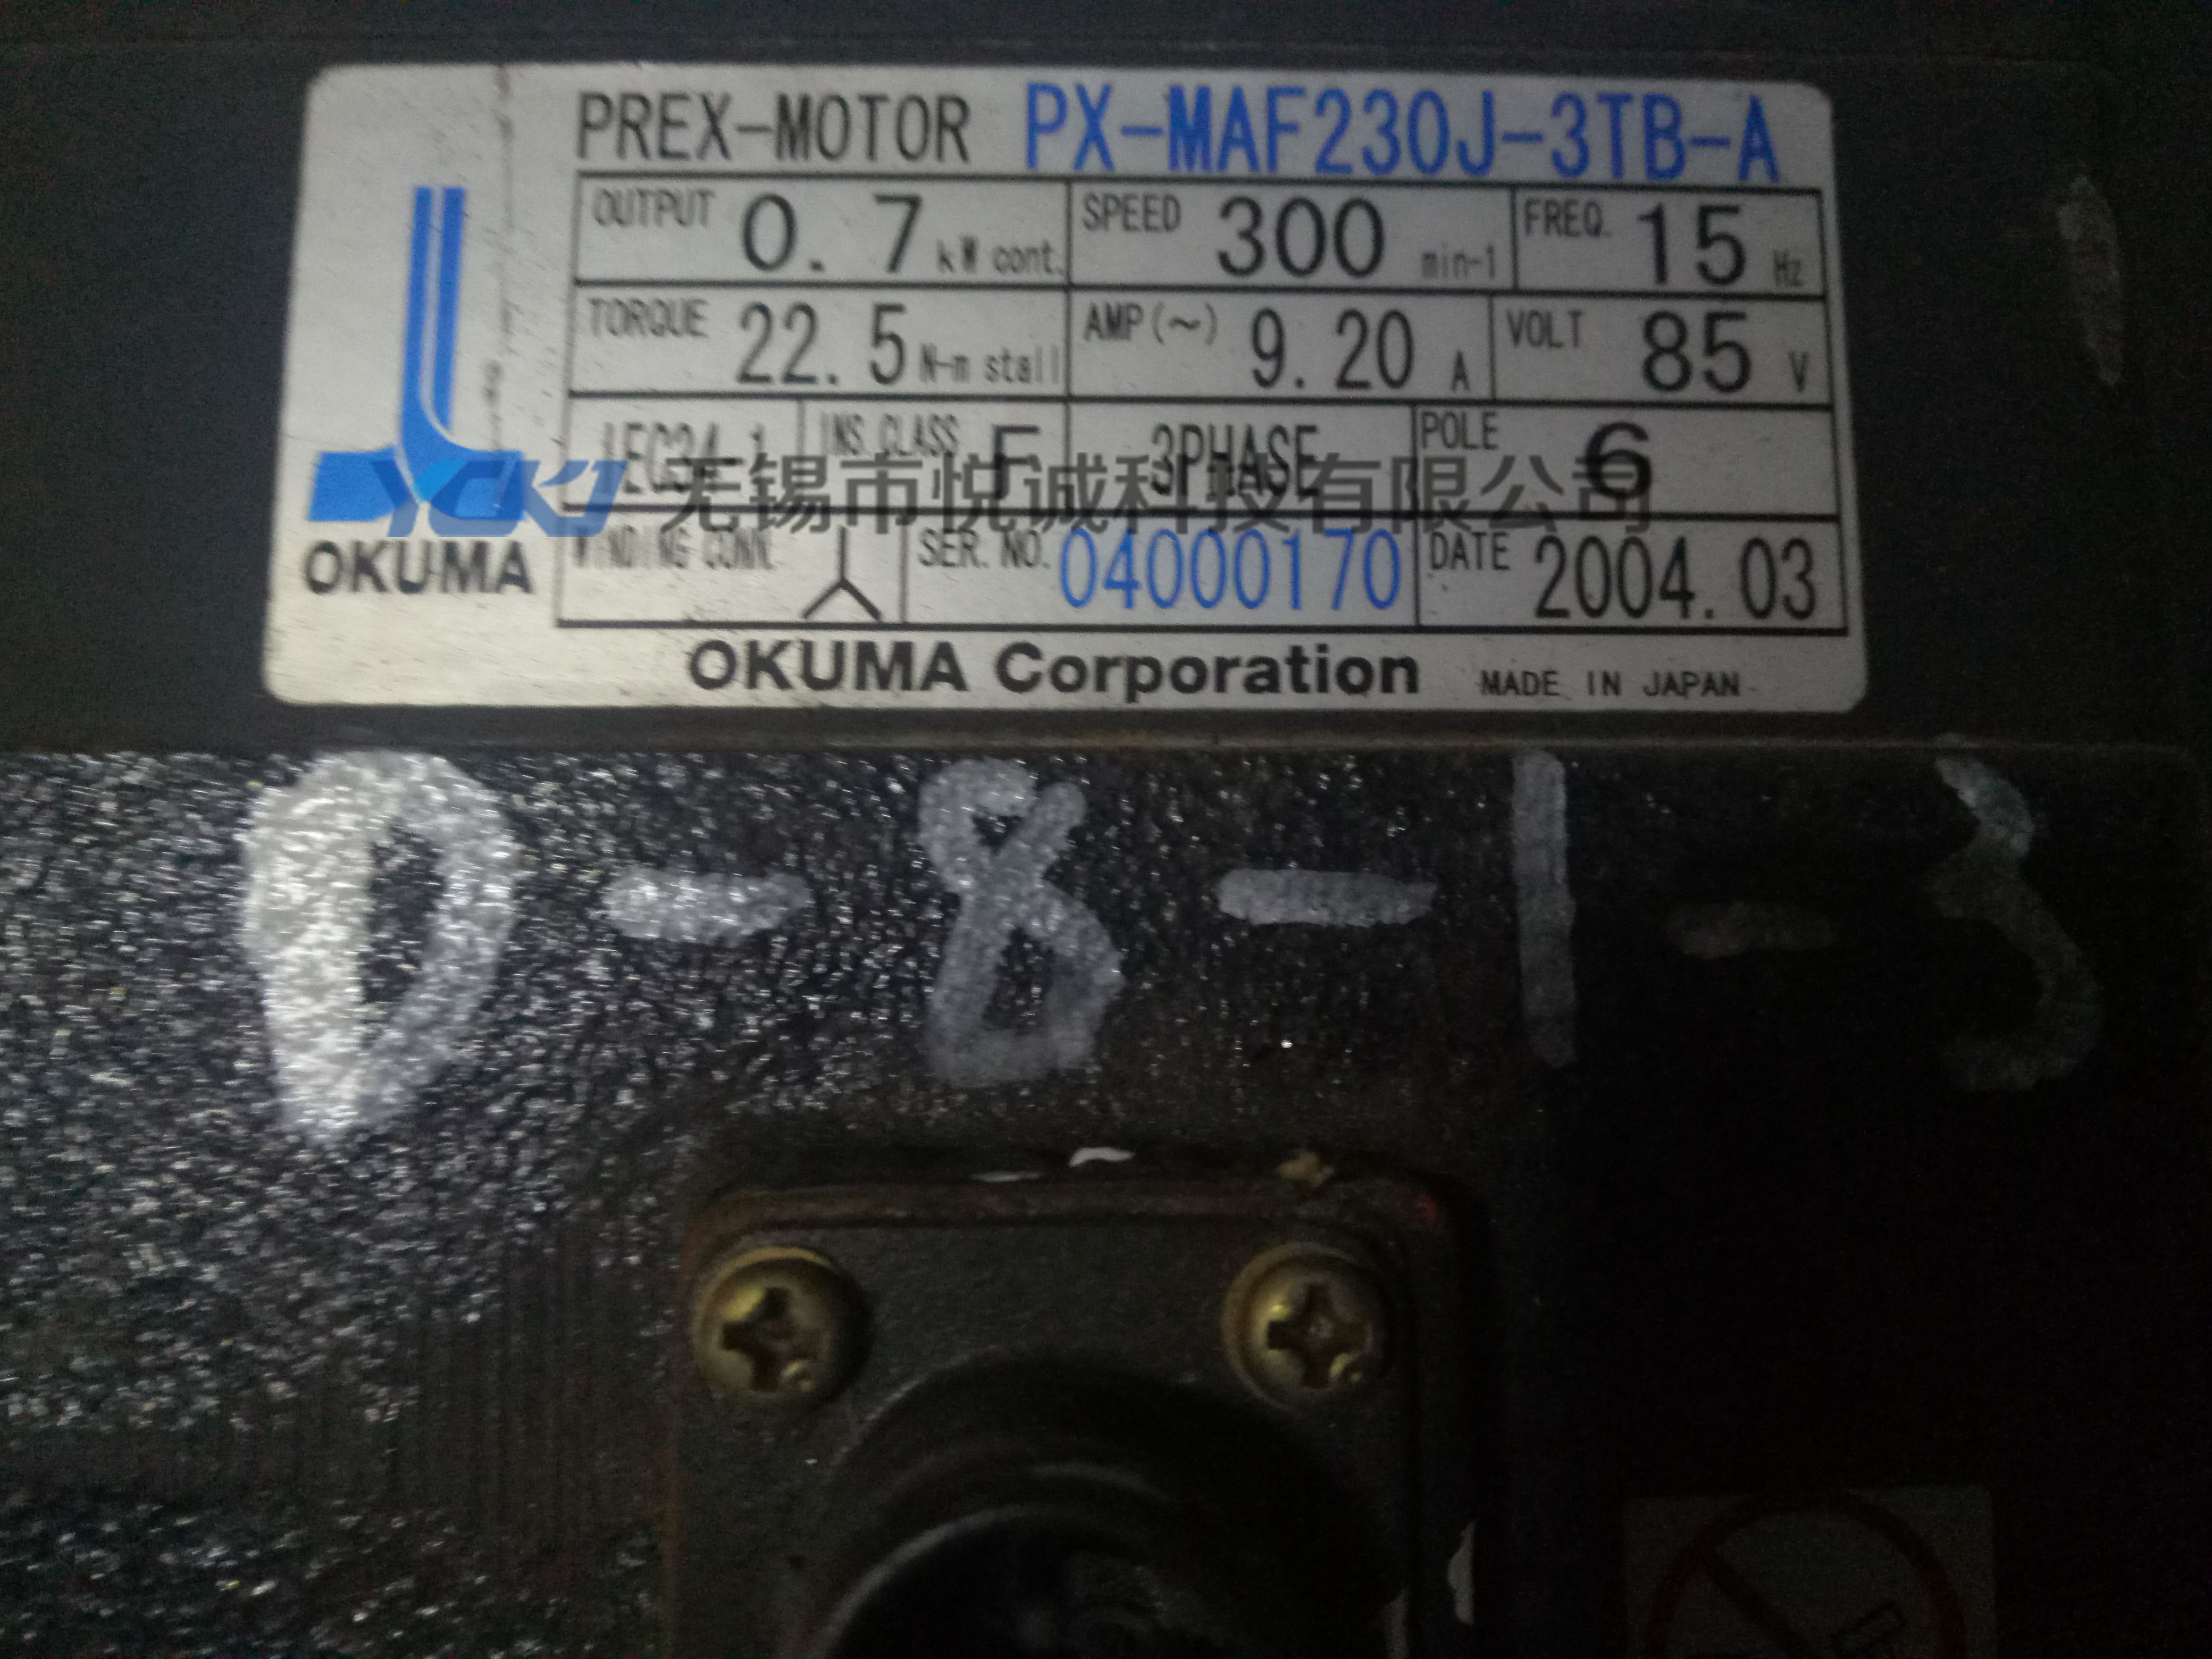 PREX-MOTOR PX-MAF230J-3TB-A
OUTPUT 0.7 kW cont. SPEED 300 min-1 FREQ. 15 Hz
TORQUE 22.5 N-m stall AMP(~) 9.20 A VOLT 85 V
IEC34-1 INS.CLASS F 3PHASE POLE 6
YCKJ 无锡市悦诚科技有限公司
WINDING CONN. SER. NO. 04000170 DATE 2004.03
OKUMA
OKUMA Corporation MADE IN JAPAN
D-8-1-3